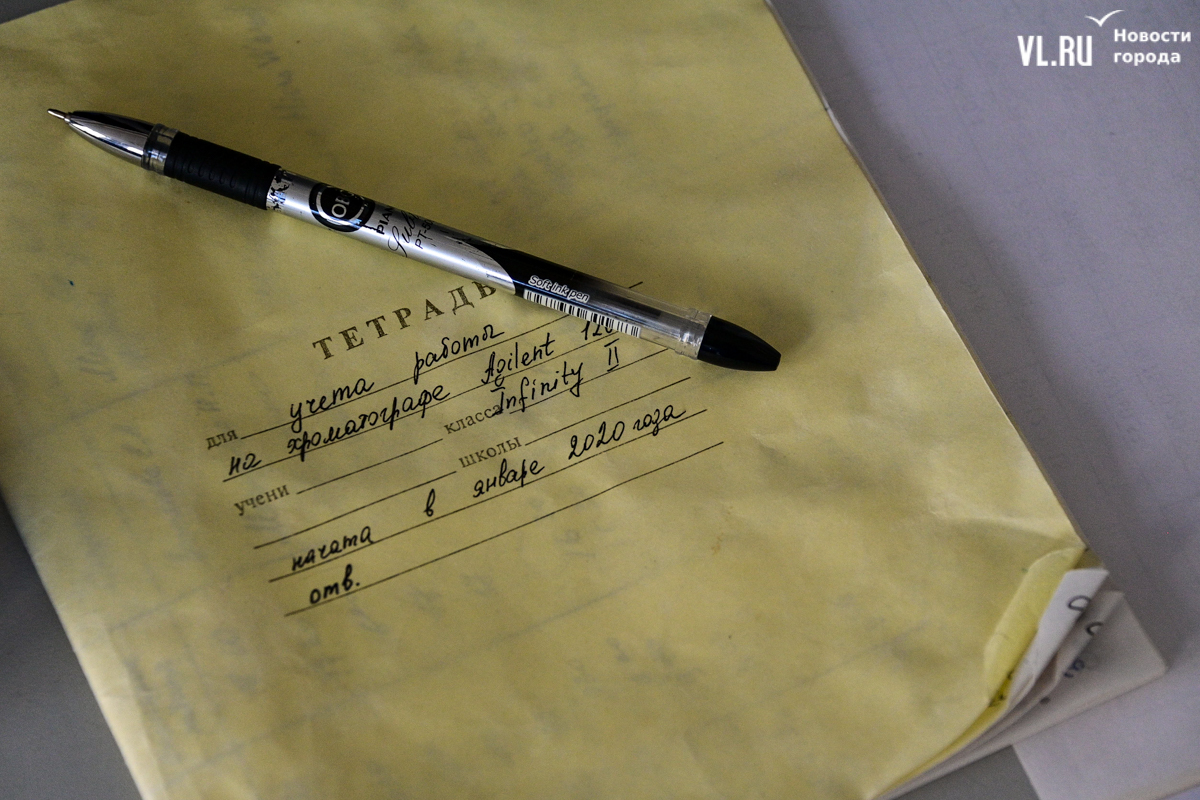 VL.RU Новости
города
PIANO
Soft ink pen
ТЕТРАДЬ
для учета работы
на хроматографе Agilent
класса Infinity II
учени
школы
начата в январе 2020 года
отв.